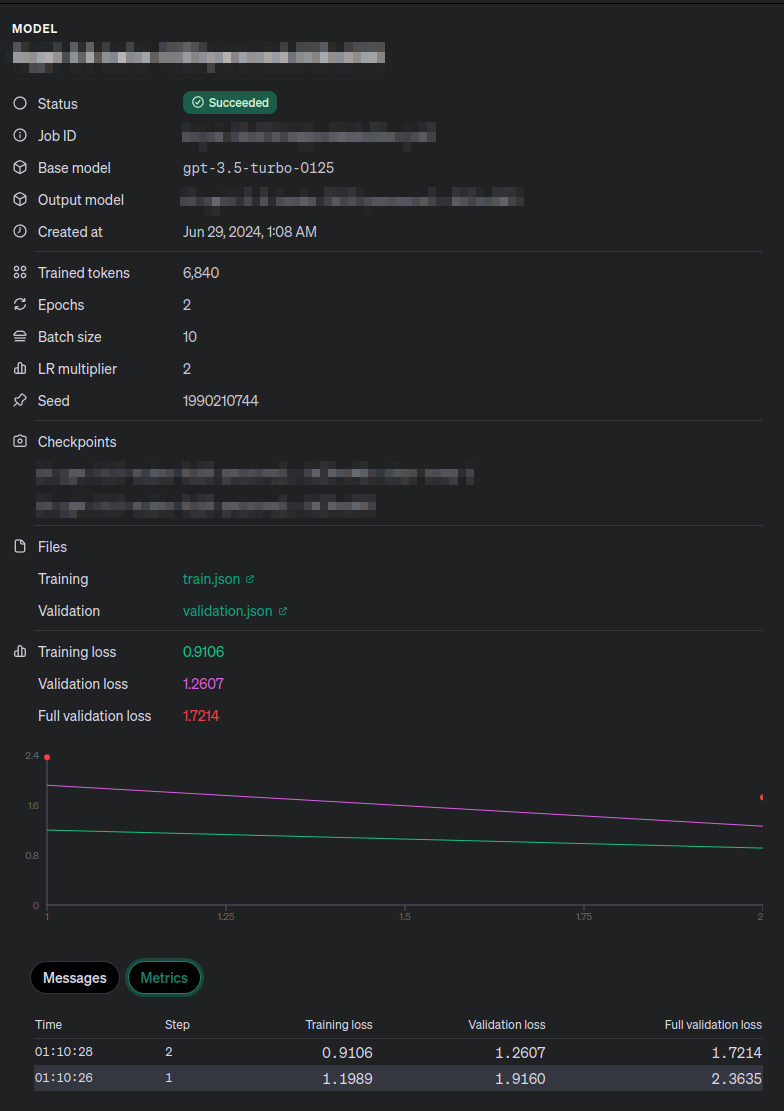 MODEL
Status Succeeded
Job ID
Base model gpt-3.5-turbo-0125
Output model
Created at Jun 29, 2024, 1:08 AM
Trained tokens 6,840
Epochs 2
Batch size 10
LR multiplier 2
Seed 1990210744
Checkpoints
Files
Training train.json
Validation validation.json
Training loss 0.9106
Validation loss 1.2607
Full validation loss 1.7214
2.4
1.6
0.8
0
1 1.25 1.5 1.75 2
Messages Metrics
Time Step Training loss Validation loss Full validation loss
01:10:28 2 0.9106 1.2607 1.7214
01:10:26 1 1.1989 1.9160 2.3635